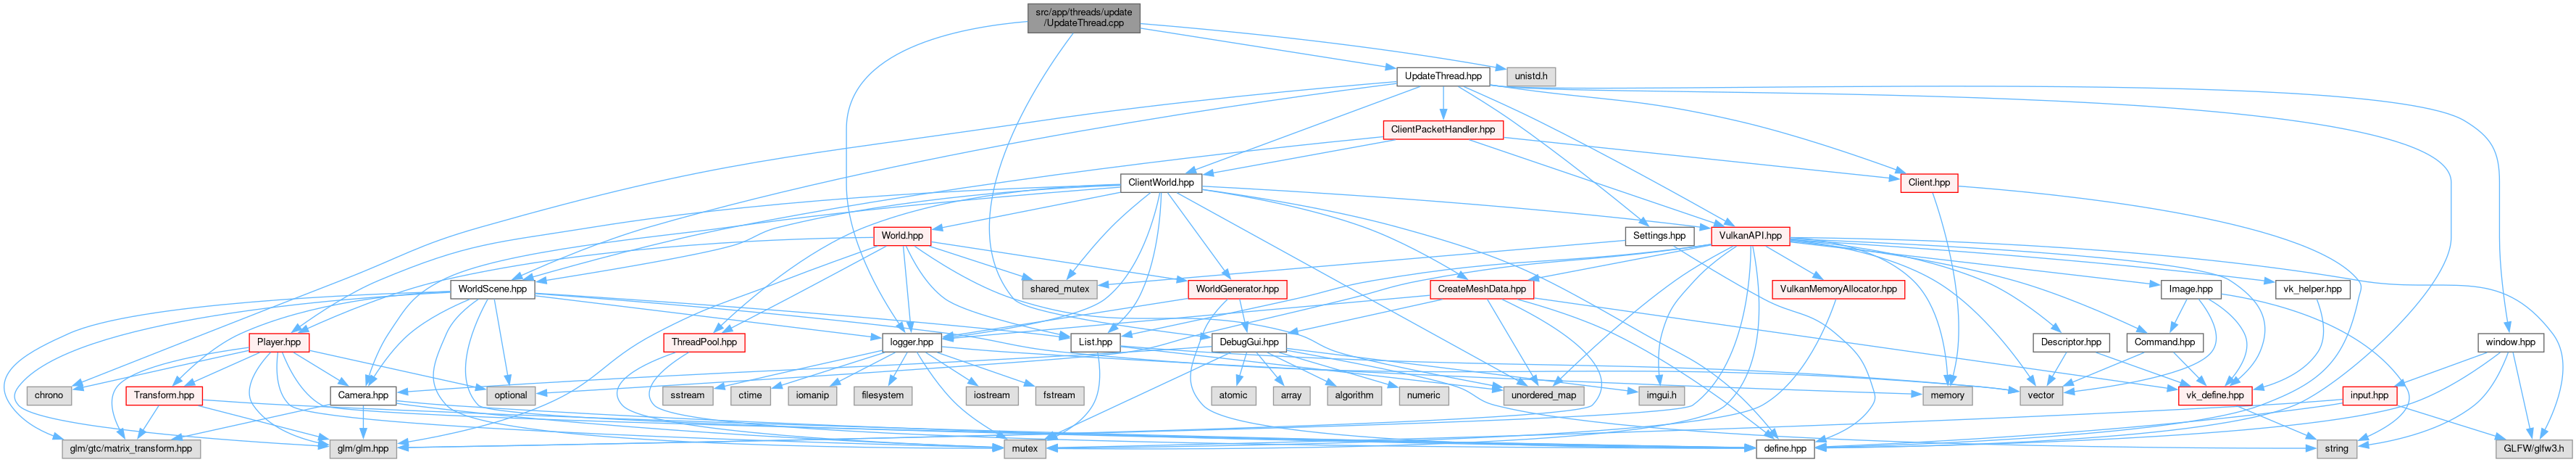 src/app/threads/update
/UpdateThread.cpp
UpdateThread.hpp
unistd.h
ClientPacketHandler.hpp
ClientWorld.hpp
Client.hpp
World.hpp
Settings.hpp
VulkanAPI.hpp
WorldScene.hpp
shared_mutex
WorldGenerator.hpp
CreateMeshData.hpp
VulkanMemoryAllocator.hpp
Image.hpp
vk_helper.hpp
Player.hpp
ThreadPool.hpp
logger.hpp
List.hpp
DebugGui.hpp
Descriptor.hpp
Command.hpp
window.hpp
chrono
Transform.hpp
Camera.hpp
optional
sstream
ctime
iomanip
filesystem
iostream
fstream
atomic
array
algorithm
numeric
unordered_map
imgui.h
memory
vector
vk_define.hpp
input.hpp
glm/gtc/matrix_transform.hpp
glm/glm.hpp
mutex
define.hpp
string
GLFW/glfw3.h